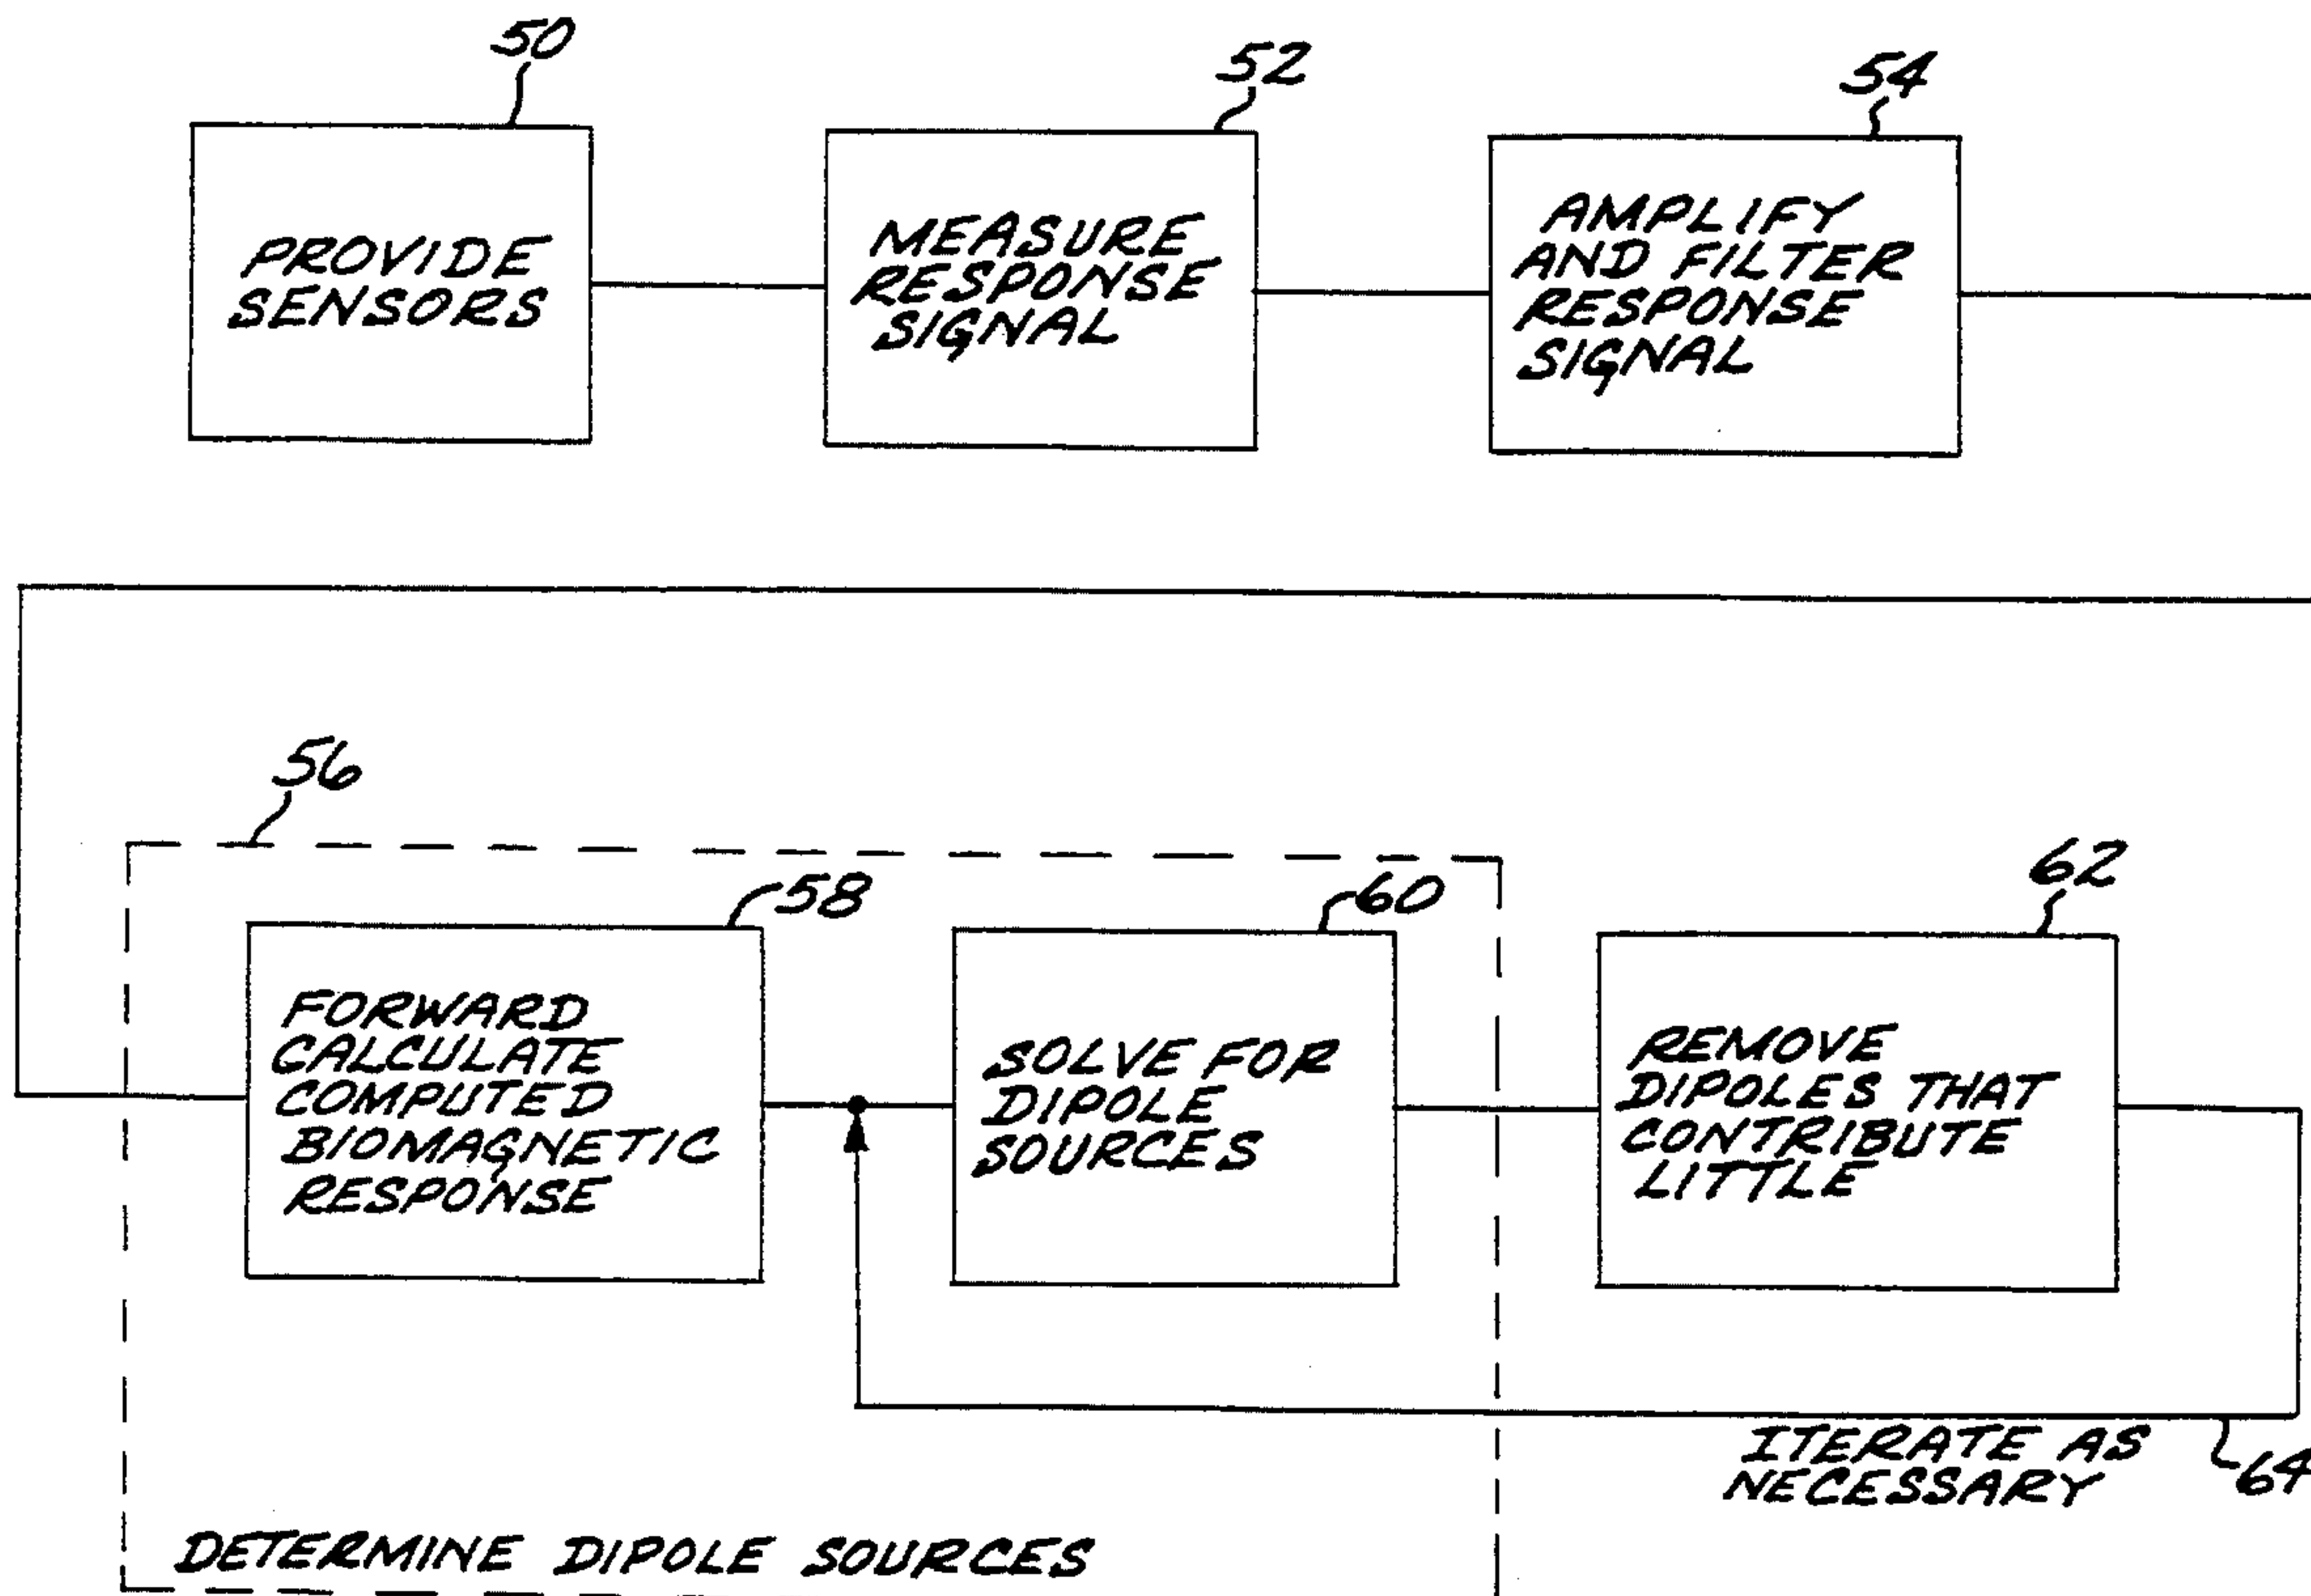 50
52
54
PROVIDE
SENSORS
MEASURE
RESPONSE
SIGNAL
AMPLIFY
AND FILTER
RESPONSE
SIGNAL
56
58
60
62
FORWARD
CALCULATE
COMPUTED
BIOMAGNETIC
RESPONSE
SOLVE FOR
DIPOLE
SOURCES
REMOVE
DIPOLES THAT
CONTRIBUTE
LITTLE
ITERATE AS
NECESSARY
64
DETERMINE DIPOLE SOURCES